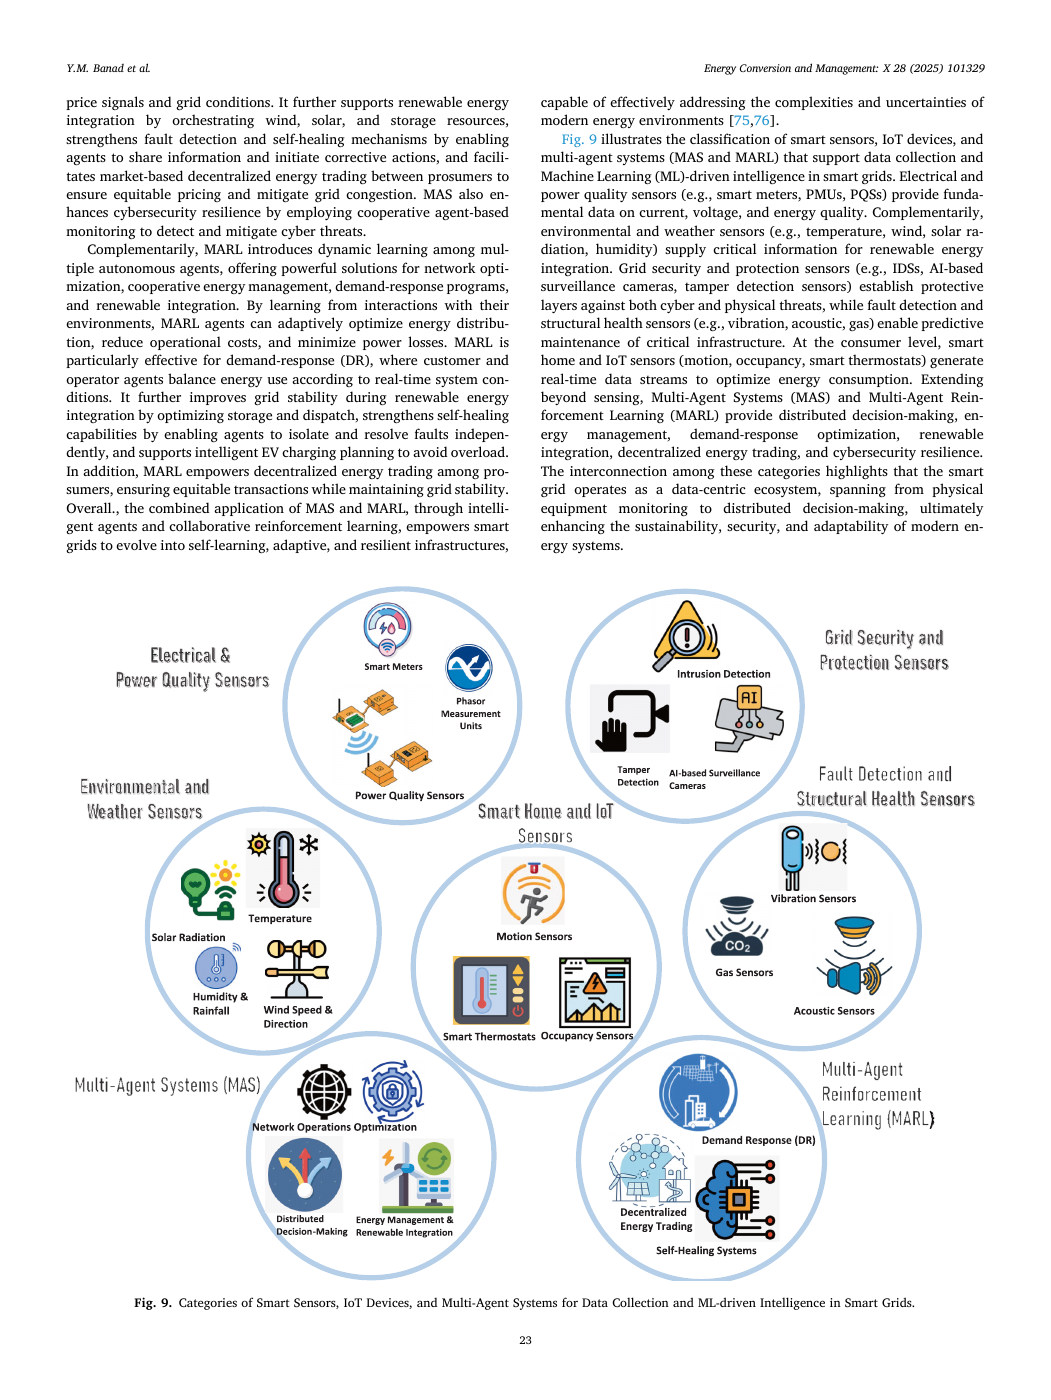 Y.M. Banad et al.
Energy Conversion and Management: X 28 (2025) 101329
price signals and grid conditions. It further supports renewable energy
integration by orchestrating wind, solar, and storage resources,
strengthens fault detection and self-healing mechanisms by enabling
agents to share information and initiate corrective actions, and facili-
tates market-based decentralized energy trading between prosumers to
ensure equitable pricing and mitigate grid congestion. MAS also en-
hances cybersecurity resilience by employing cooperative agent-based
monitoring to detect and mitigate cyber threats.
Complementarily, MARL introduces dynamic learning among mul-
tiple autonomous agents, offering powerful solutions for network opti-
mization, cooperative energy management, demand-response programs,
and renewable integration. By learning from interactions with their
environments, MARL agents can adaptively optimize energy distribu-
tion, reduce operational costs, and minimize power losses. MARL is
particularly effective for demand-response (DR), where customer and
operator agents balance energy use according to real-time system con-
ditions. It further improves grid stability during renewable energy
integration by optimizing storage and dispatch, strengthens self-healing
capabilities by enabling agents to isolate and resolve faults indepen-
dently, and supports intelligent EV charging planning to avoid overload.
In addition, MARL empowers decentralized energy trading among pro-
sumers, ensuring equitable transactions while maintaining grid stability.
Overall., the combined application of MAS and MARL, through intelli-
gent agents and collaborative reinforcement learning, empowers smart
grids to evolve into self-learning, adaptive, and resilient infrastructures,
capable of effectively addressing the complexities and uncertainties of
modern energy environments [75,76].
Fig. 9 illustrates the classification of smart sensors, IoT devices, and
multi-agent systems (MAS and MARL) that support data collection and
Machine Learning (ML)-driven intelligence in smart grids. Electrical and
power quality sensors (e.g., smart meters, PMUs, PQSs) provide funda-
mental data on current, voltage, and energy quality. Complementarily,
environmental and weather sensors (e.g., temperature, wind, solar ra-
diation, humidity) supply critical information for renewable energy
integration. Grid security and protection sensors (e.g., IDSs, AI-based
surveillance cameras, tamper detection sensors) establish protective
layers against both cyber and physical threats, while fault detection and
structural health sensors (e.g., vibration, acoustic, gas) enable predictive
maintenance of critical infrastructure. At the consumer level, smart
home and IoT sensors (motion, occupancy, smart thermostats) generate
real-time data streams to optimize energy consumption. Extending
beyond sensing, Multi-Agent Systems (MAS) and Multi-Agent Rein-
forcement Learning (MARL) provide distributed decision-making, en-
ergy management, demand-response optimization, renewable
integration, decentralized energy trading, and cybersecurity resilience.
The interconnection among these categories highlights that the smart
grid operates as a data-centric ecosystem, spanning from physical
equipment monitoring to distributed decision-making, ultimately
enhancing the sustainability, security, and adaptability of modern en-
ergy systems.
Electrical &
Power Quality Sensors
Smart Meters
Phasor
Measurement
Units
Power Quality Sensors
Grid Security and
Protection Sensors
Intrusion Detection
AI
Tamper
Detection
AI-based Surveillance
Cameras
Environmental and
Weather Sensors
Temperature
Solar Radiation
Humidity &
Rainfall
Wind Speed &
Direction
Smart Home and IoT
Sensors
Motion Sensors
Smart Thermostats
Occupancy Sensors
Fault Detection and
Structural Health Sensors
Vibration Sensors
CO2
Gas Sensors
Acoustic Sensors
Multi-Agent Systems (MAS)
Network Operations Optimization
Distributed
Decision-Making
Energy Management &
Renewable Integration
Multi-Agent
Reinforcement
Learning (MARL)
Demand Response (DR)
Decentralized
Energy Trading
Self-Healing Systems
Fig. 9. Categories of Smart Sensors, IoT Devices, and Multi-Agent Systems for Data Collection and ML-driven Intelligence in Smart Grids.
23